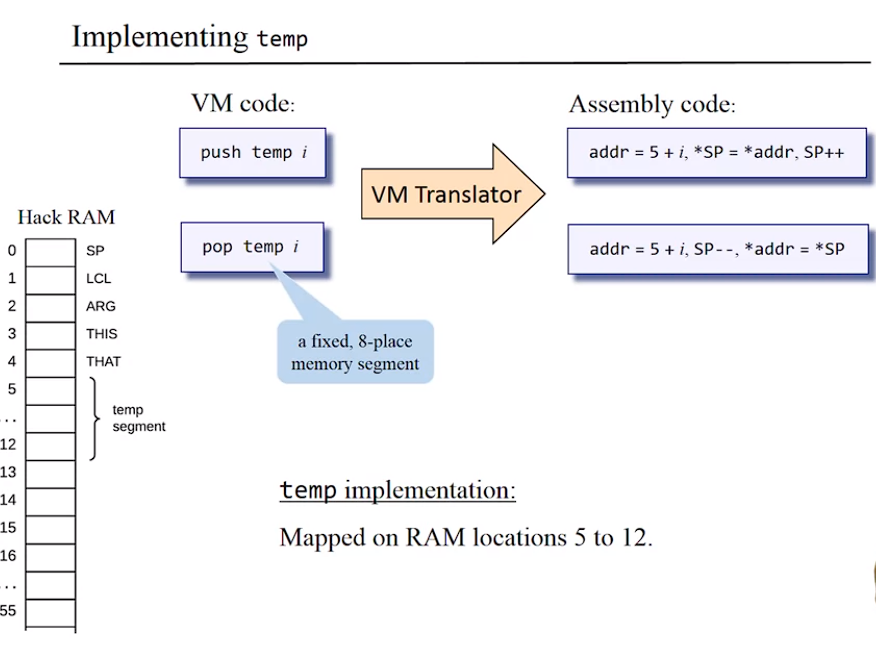 Implementing temp
VM code:
Assembly code:
push temp i
VM Translator
addr = 5 + i, *SP = *addr, SP++
pop temp i
addr = 5 + i, SP--, *addr = *SP
a fixed, 8-place
memory segment
Hack RAM
0 SP
1 LCL
2 ARG
3 THIS
4 THAT
5
...
12
temp
segment
13
14
15
16
...
55
temp implementation:
Mapped on RAM locations 5 to 12.